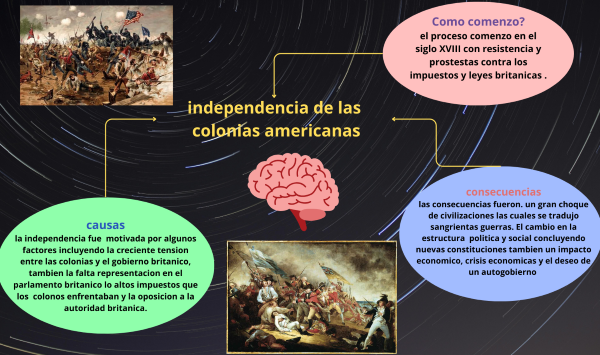 Como comenzo?
el proceso comenzo en el
siglo XVIII con resistencia y
prostestas contra los
impuestos y leyes britanicas .
independencia de las
colonias americanas
causas
la independencia fue motivada por algunos
factores incluyendo la creciente tension
entre las colonias y el gobierno britanico,
tambien la falta representacion en el
parlamento britanico lo altos impuestos que
los colonos enfrentaban y la oposicion a la
autoridad britanica.
consecuencias
las consecuencias fueron. un gran choque
de civilizaciones las cuales se tradujo
sangrientas guerras. El cambio en la
estructura politica y social concluyendo
nuevas constituciones tambien un impacto
economico, crisis economicas y el deseo de
un autogobierno